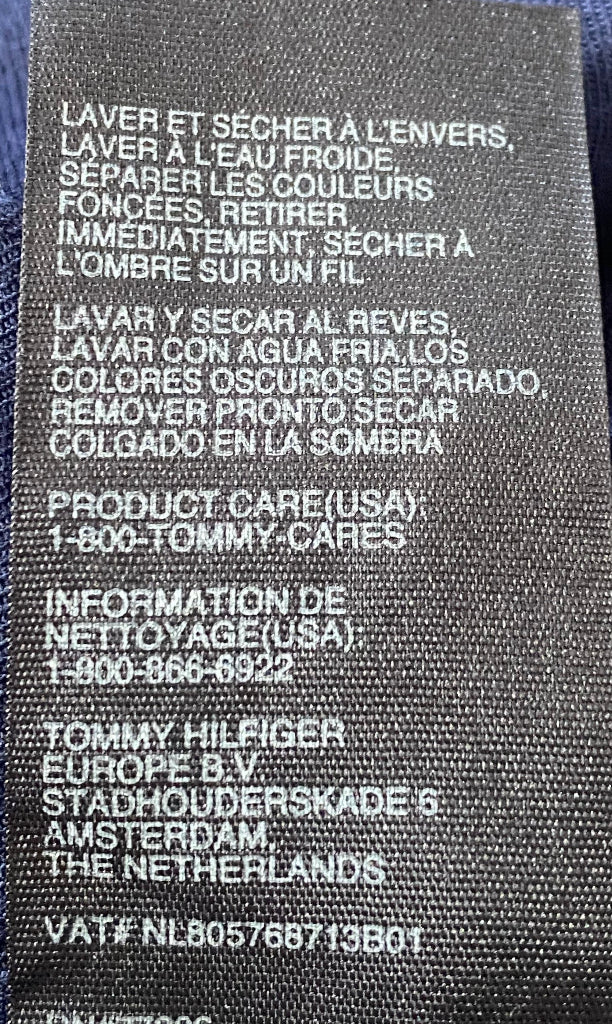 LAVER ET SÉCHER À L'ENVERS,
LAVER À L'EAU FROIDE,
SÉPARER LES COULEURS
FONCÉES, RETIRER
IMMÉDIATEMENT, SÉCHER À
L'OMBRE SUR UN FIL
LAVAR Y SECAR AL REVES,
LAVAR CON AGUA FRIA,LOS
COLORES OSCUROS SEPARADO,
REMOVER PRONTO,SECAR
COLGADO EN LA SOMBRA
PRODUCT CARE(USA):
1-800-TOMMY-CARES
INFORMATION DE
NETTOYAGE(USA):
1-800-866-6922
TOMMY HILFIGER
EUROPE B.V.
STADHOUDERSKADE 6
AMSTERDAM,
THE NETHERLANDS
VAT# NL805768713B01